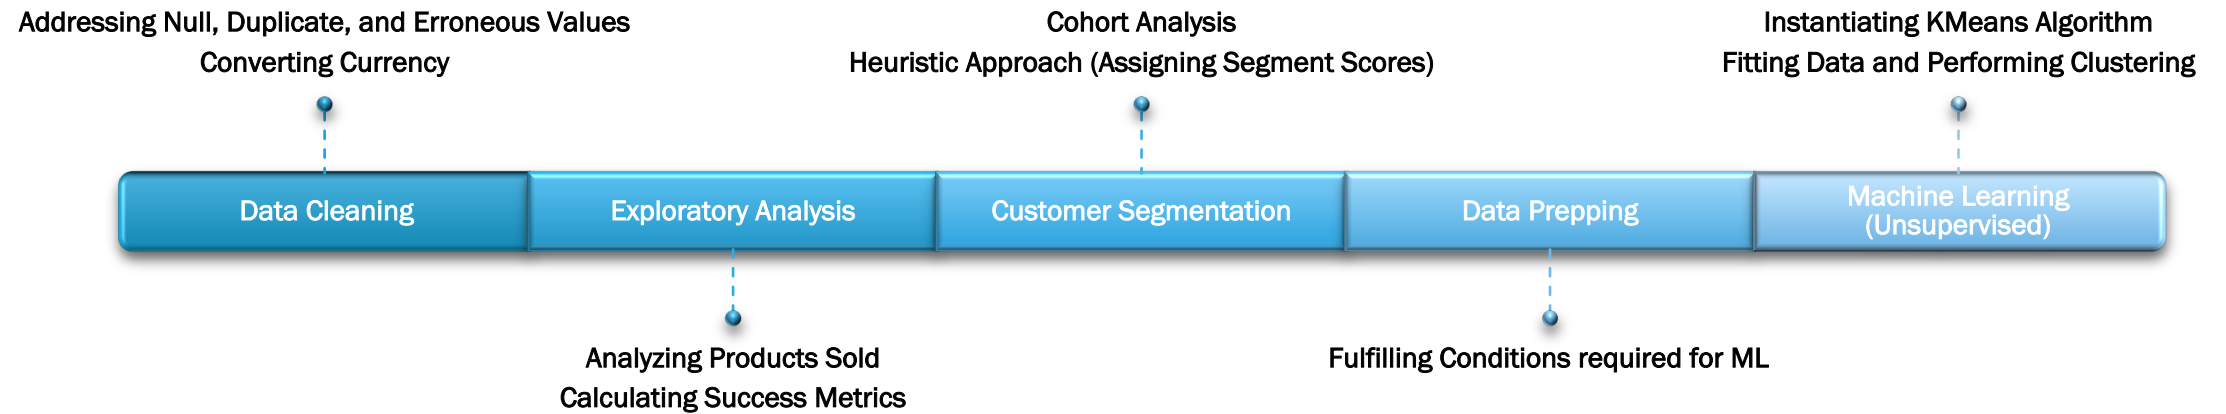 Addressing Null, Duplicate, and Erroneous Values
Converting Currency
Cohort Analysis
Heuristic Approach (Assigning Segment Scores)
Instantiating KMeans Algorithm
Fitting Data and Performing Clustering
Data Cleaning
Exploratory Analysis
Customer Segmentation
Data Prepping
Machine Learning
(Unsupervised)
Analyzing Products Sold
Calculating Success Metrics
Fulfilling Conditions required for ML